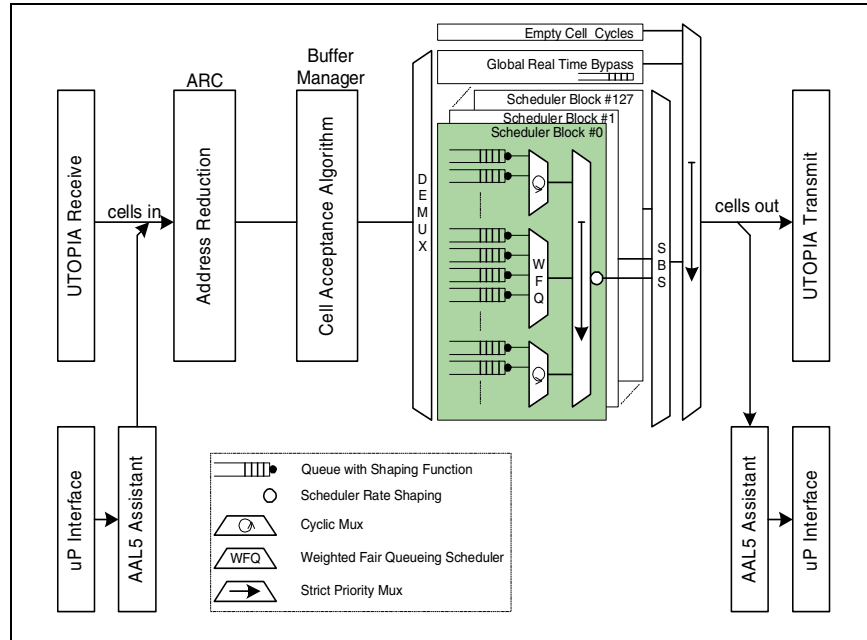 Empty Cell Cycles
Global Real Time Bypass
Buffer
Manager
ARC
Scheduler Block #127
Scheduler Block #1
Scheduler Block #0
UTOPIA Receive
cells in
Address Reduction
Cell Acceptance Algorithm
DEMUX
WFQ
SBS
cells out
UTOPIA Transmit
uP Interface
AAL5 Assistant
Queue with Shaping Function
Scheduler Rate Shaping
Cyclic Mux
WFQ
Weighted Fair Queueing Scheduler
Strict Priority Mux
AAL5 Assistant
uP Interface